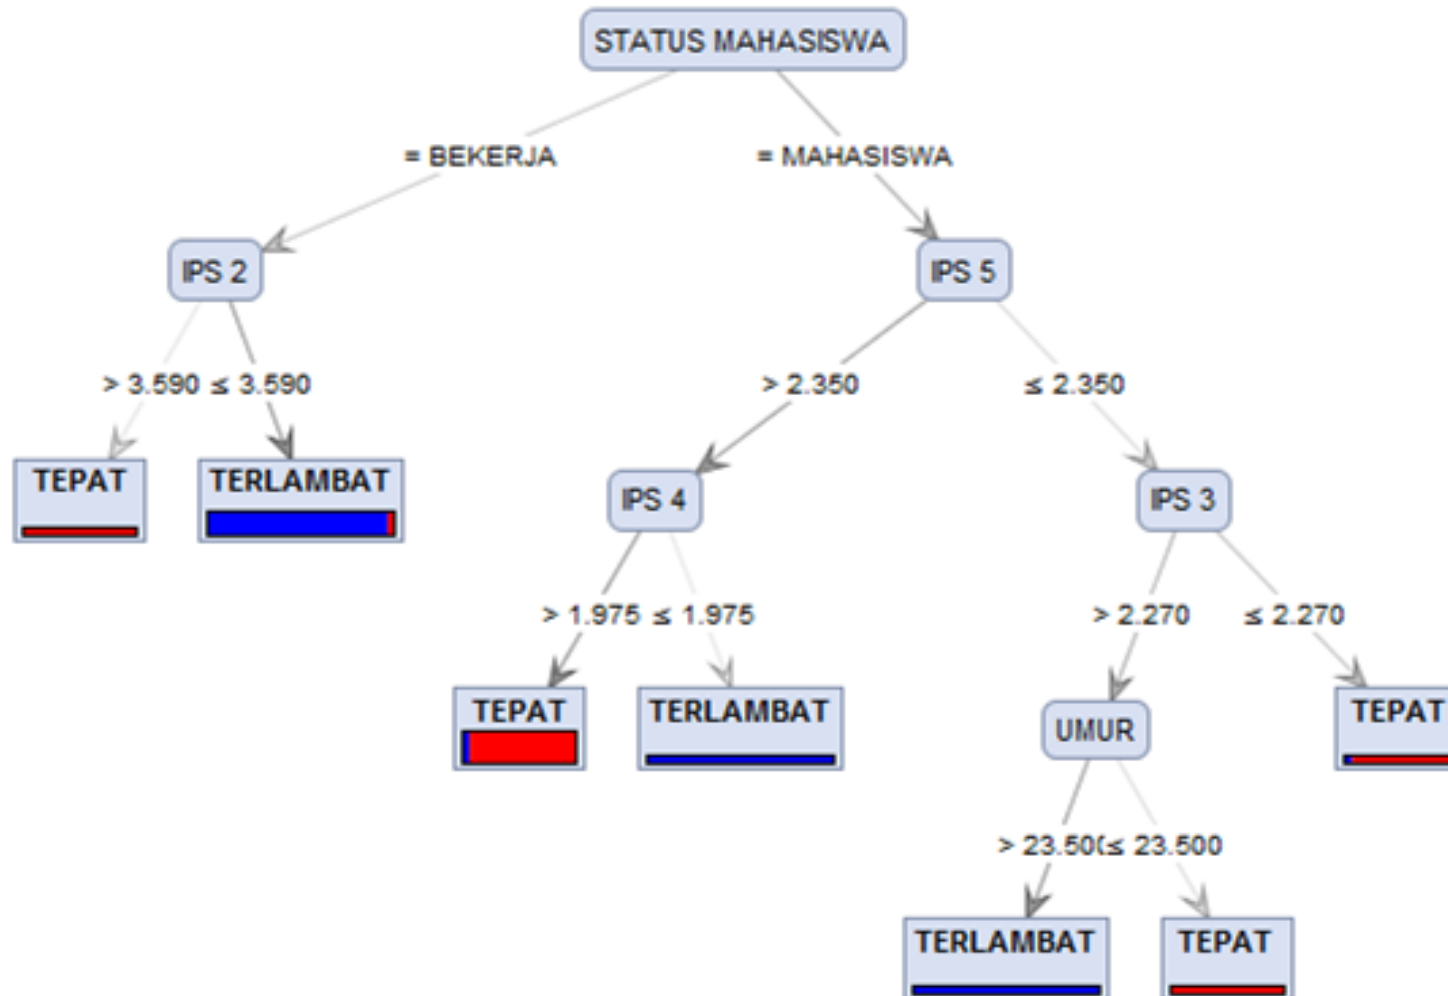 STATUS MAHASISWA
= BEKERJA
= MAHASISWA
IPS 2
IPS 5
> 3.590
≤ 3.590
> 2.350
≤ 2.350
TEPAT
TERLAMBAT
IPS 4
IPS 3
> 1.975
≤ 1.975
> 2.270
≤ 2.270
TEPAT
TERLAMBAT
UMUR
TEPAT
> 23.50(
≤ 23.500
TERLAMBAT
TEPAT